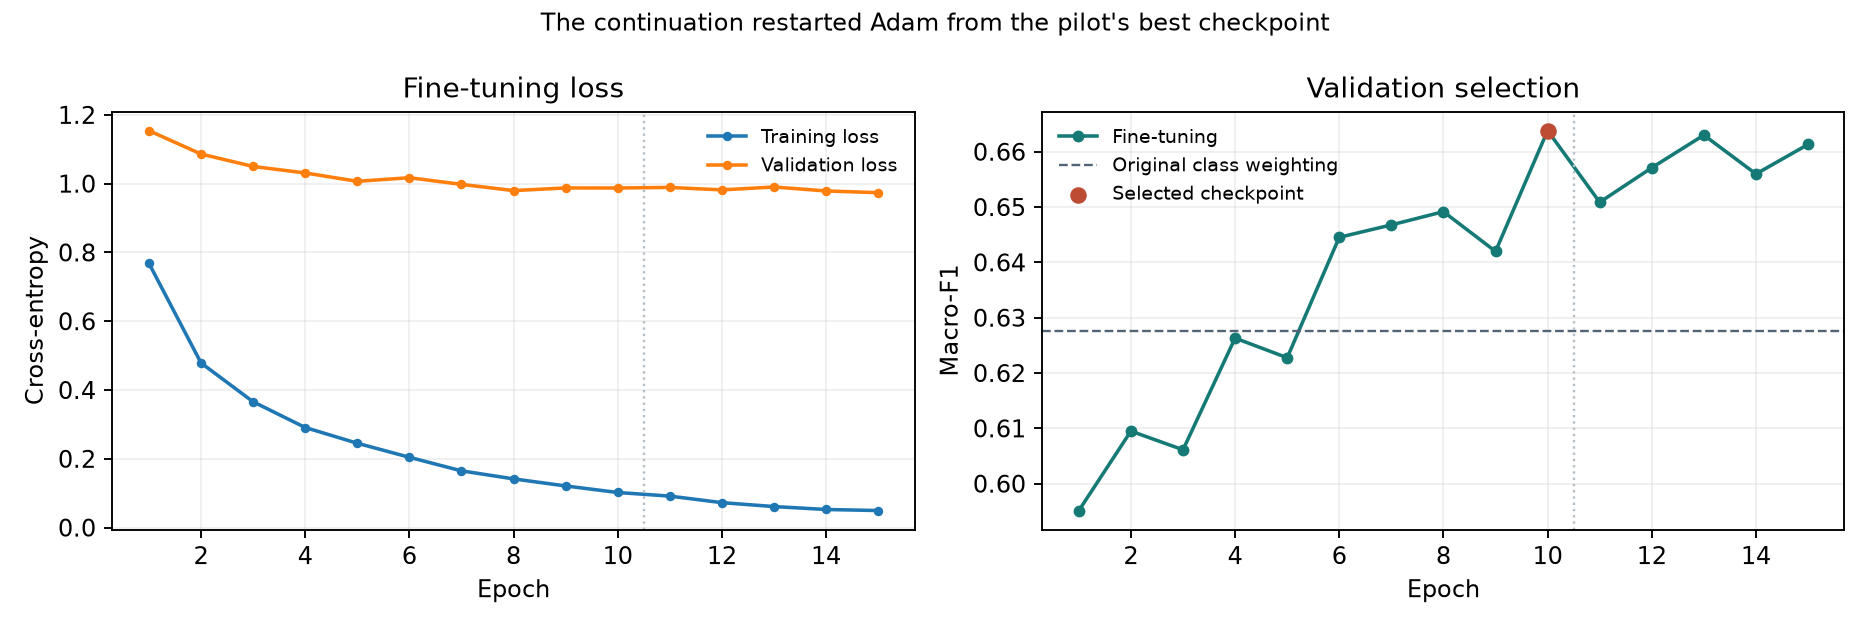 The continuation restarted Adam from the pilot's best checkpoint
Fine-tuning loss
Cross-entropy
1.2
1.0
0.8
0.6
0.4
0.2
0.0
Training loss
Validation loss
2 4 6 8 10 12 14
Epoch
Validation selection
Macro-F1
0.66
0.65
0.64
0.63
0.62
0.61
0.60
Fine-tuning
Original class weighting
Selected checkpoint
2 4 6 8 10 12 14
Epoch